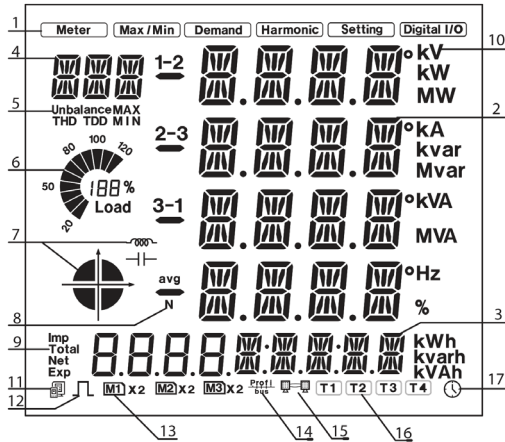 1 Meter Max / Min Demand Harmonic Setting Digital I/O
4 1-2 kV 10
kW
MW
5 Unbalance MAX
THD TDD MIN
2
2-3 kA
kvar
Mvar
6 20 50 80 100 120
188 %
Load
3-1 kVA
MVA
7
avg Hz
8 N %
3
9 Imp
Total
Net
Exp
kWh
kvarh
kVAh
11 M1 X2 M2 X2 M3 X2 Profi bus T1 T2 T3 T4 17
12
13 14 15 16